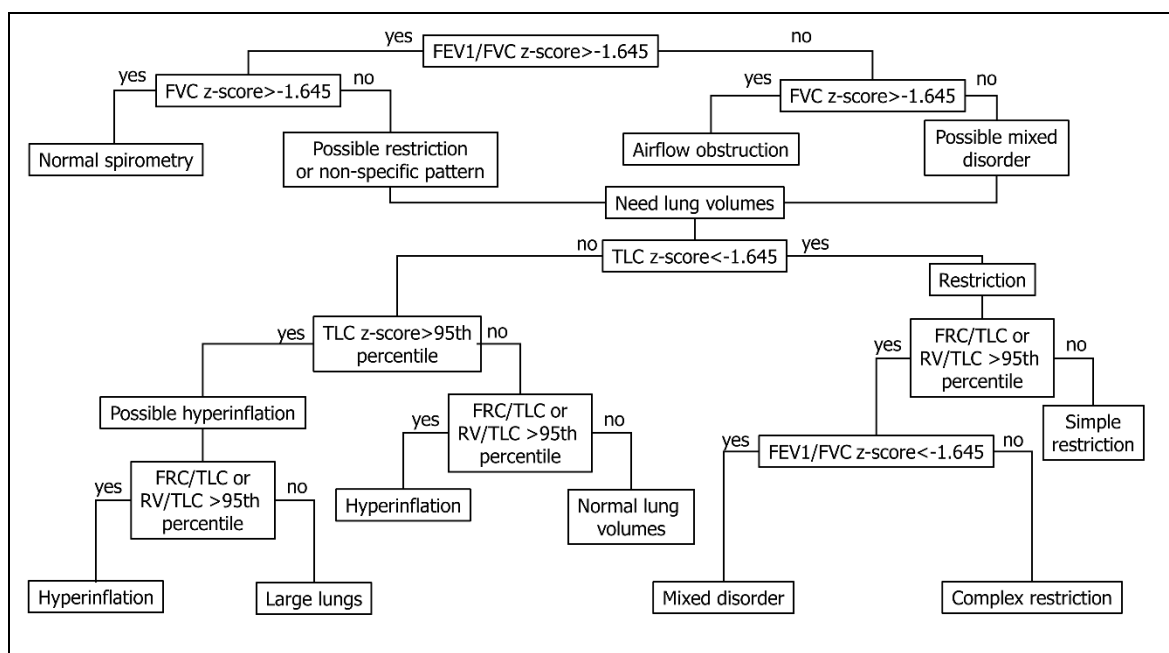 yes
FEV1/FVC z-score>-1.645
no
yes
FVC z-score>-1.645
no
yes
FVC z-score>-1.645
no
Normal spirometry
Possible restriction
or non-specific pattern
Airflow obstruction
Possible mixed
disorder
Need lung volumes
no
TLC z-score<-1.645
yes
Restriction
yes
TLC z-score>95th
percentile
no
yes
FRC/TLC or
RV/TLC >95th
percentile
no
Possible hyperinflation
yes
FRC/TLC or
RV/TLC >95th
percentile
no
Simple
restriction
yes
FEV1/FVC z-score<-1.645
no
yes
FRC/TLC or
RV/TLC >95th
percentile
no
Hyperinflation
Normal lung
volumes
Hyperinflation
Large lungs
Mixed disorder
Complex restriction